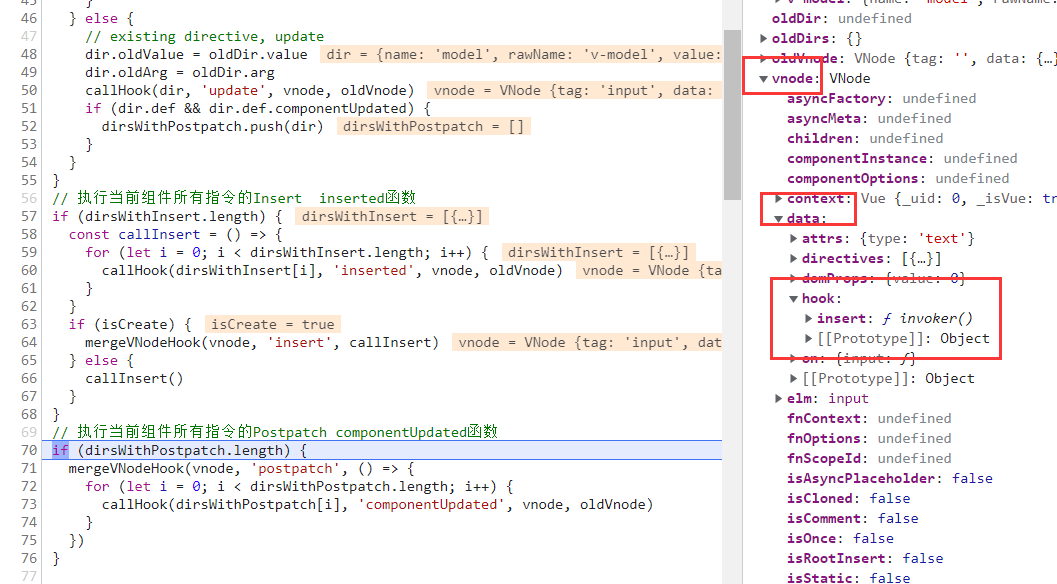 45 }
46 } else {
47 // existing directive, update
48 dir.oldValue = oldDir.value dir = {name: 'model', rawName: 'v-model', value:
49 dir.oldArg = oldDir.arg
50 callHook(dir, 'update', vnode, oldVnode) vnode = VNode {tag: 'input', data:
51 if (dir.def && dir.def.componentUpdated) {
52 dirsWithPostpatch.push(dir) dirsWithPostpatch = []
53 }
54 }
55 }
56 // 执行当前组件所有指令的Insert inserted函数
57 if (dirsWithInsert.length) { dirsWithInsert = [{…}]
58 const callInsert = () => {
59 for (let i = 0; i < dirsWithInsert.length; i++) { dirsWithInsert = [{…}]
60 callHook(dirsWithInsert[i], 'inserted', vnode, oldVnode) vnode = VNode {ta
61 }
62 }
63 if (isCreate) { isCreate = true
64 mergeVNodeHook(vnode, 'insert', callInsert) vnode = VNode {tag: 'input', dat
65 } else {
66 callInsert()
67 }
68 }
69 // 执行当前组件所有指令的Postpatch componentUpdated函数
70 if (dirsWithPostpatch.length) {
71 mergeVNodeHook(vnode, 'postpatch', () => {
72 for (let i = 0; i < dirsWithPostpatch.length; i++) {
73 callHook(dirsWithPostpatch[i], 'componentUpdated', vnode, oldVnode)
74 }
75 })
76 }
77
v-model: {name: 'model', rawName:
oldDir: undefined
oldDirs: {}
oldVnode: VNode {tag: '', data: {…}
vnode: VNode
asyncFactory: undefined
asyncMeta: undefined
children: undefined
componentInstance: undefined
componentOptions: undefined
context: Vue {_uid: 0, _isVue: tr
data:
attrs: {type: 'text'}
directives: [{…}]
domProps: {value: 0}
hook:
insert: ƒ invoker()
[[Prototype]]: Object
on: {input: ƒ}
[[Prototype]]: Object
elm: input
fnContext: undefined
fnOptions: undefined
fnScopeId: undefined
isAsyncPlaceholder: false
isCloned: false
isComment: false
isOnce: false
isRootInsert: false
isStatic: false